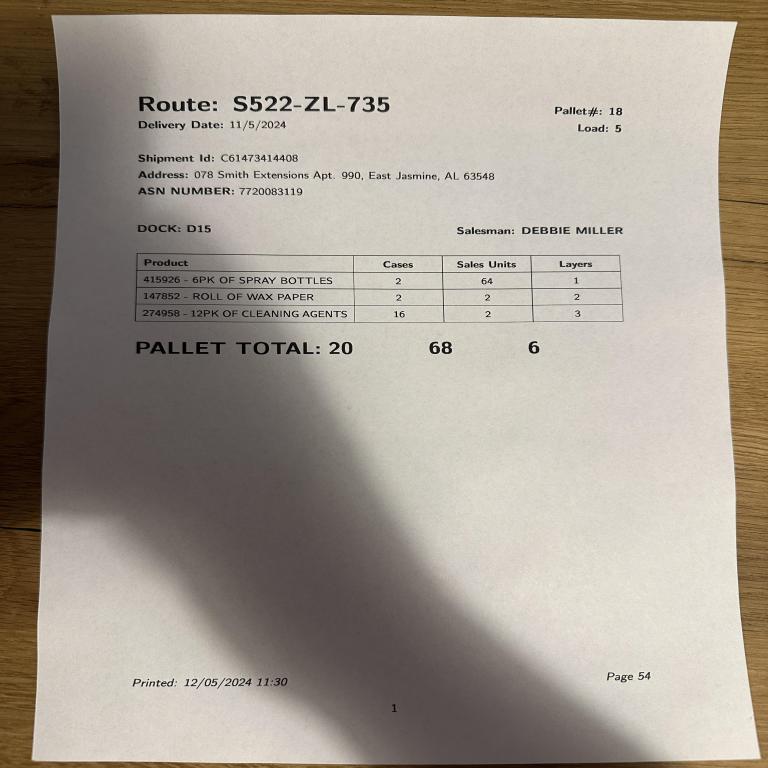 Route: S522-ZL-735
Pallet#: 18
Delivery Date: 11/5/2024
Load: 5
Shipment Id: C61473414408
Address: 078 Smith Extensions Apt. 990, East Jasmine, AL 63548
ASN NUMBER: 7720083119
DOCK: D15 Salesman: DEBBIE MILLER
Product Cases Sales Units Layers
415926 - 6PK OF SPRAY BOTTLES 2 64 1
147852 - ROLL OF WAX PAPER 2 2 2
274958 - 12PK OF CLEANING AGENTS 16 2 3
PALLET TOTAL: 20 68 6
Printed: 12/05/2024 11:30 Page 54
1